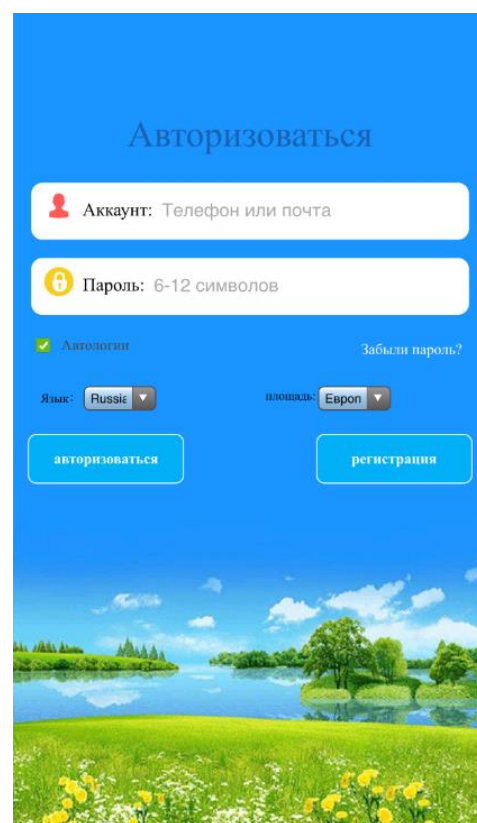 Авторизоваться
Аккаунт: Телефон или почта
Пароль: 6-12 символов
Автологин
Забыли пароль?
Язык: Russia
площадь: Европ
авторизоваться
регистрация